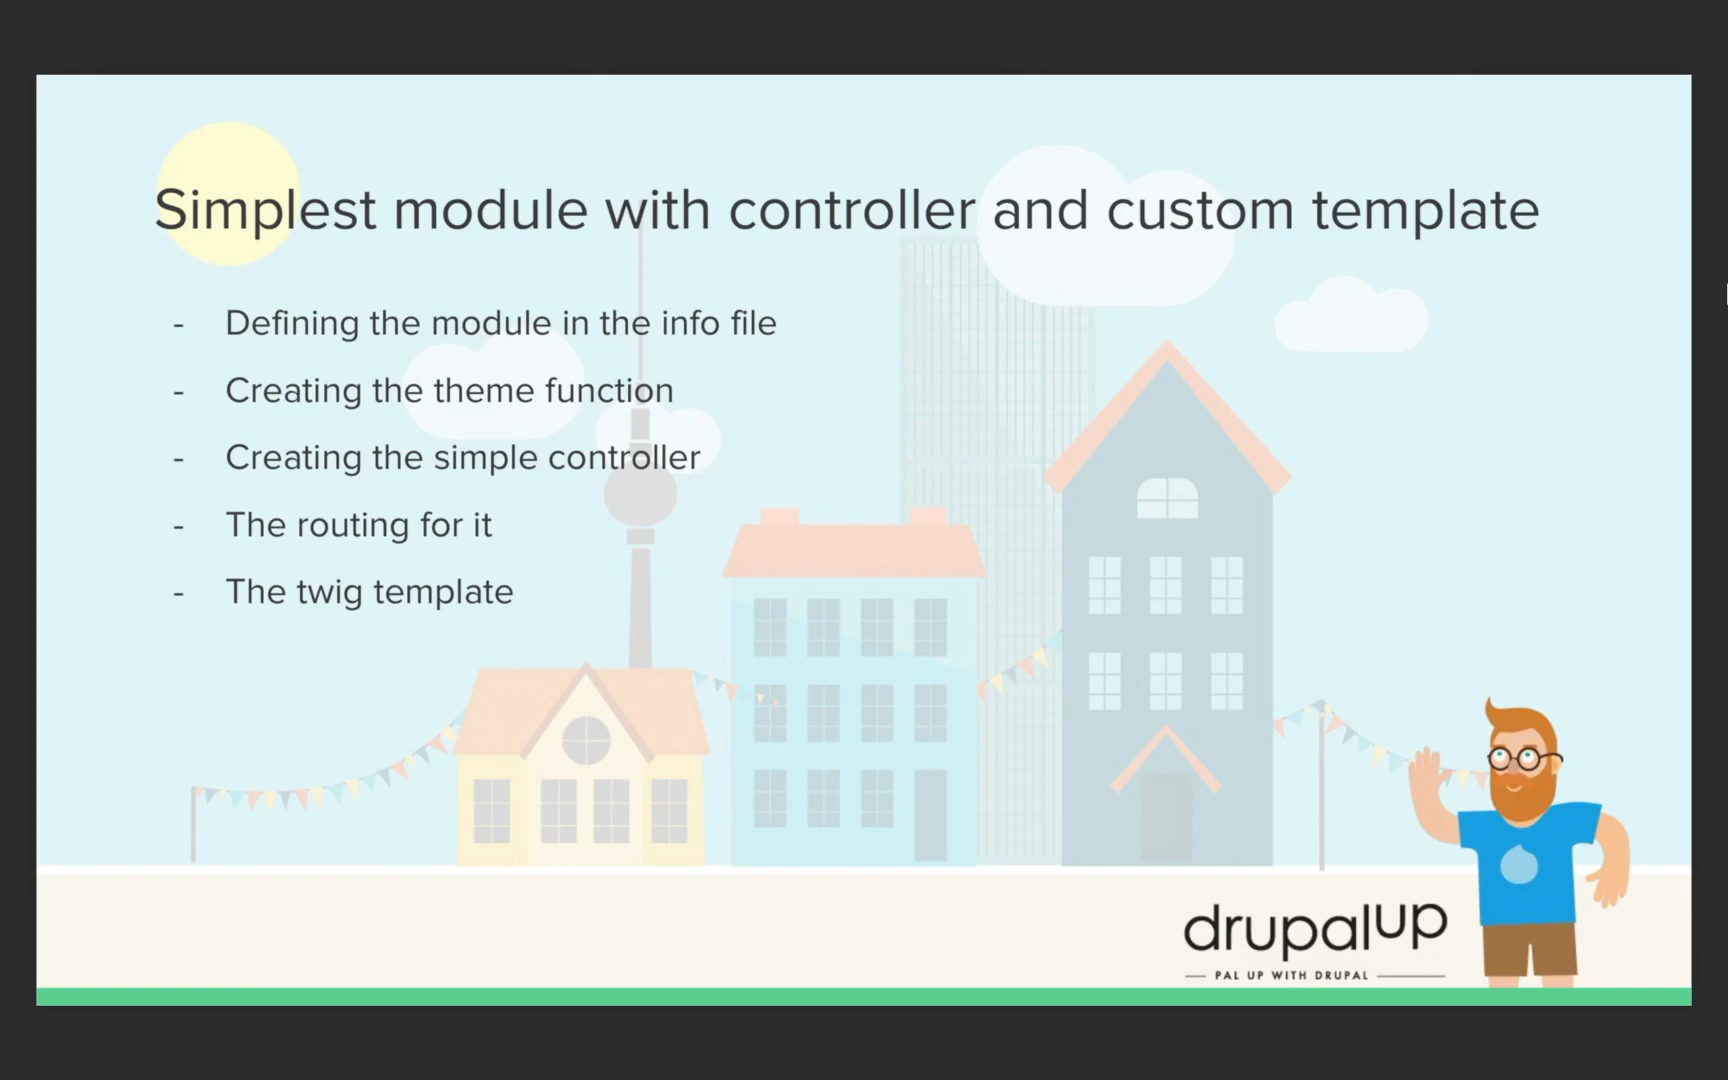 Simplest module with controller and custom template
- Defining the module in the info file
- Creating the theme function
- Creating the simple controller
- The routing for it
- The twig template
drupalup
PAL UP WITH DRUPAL